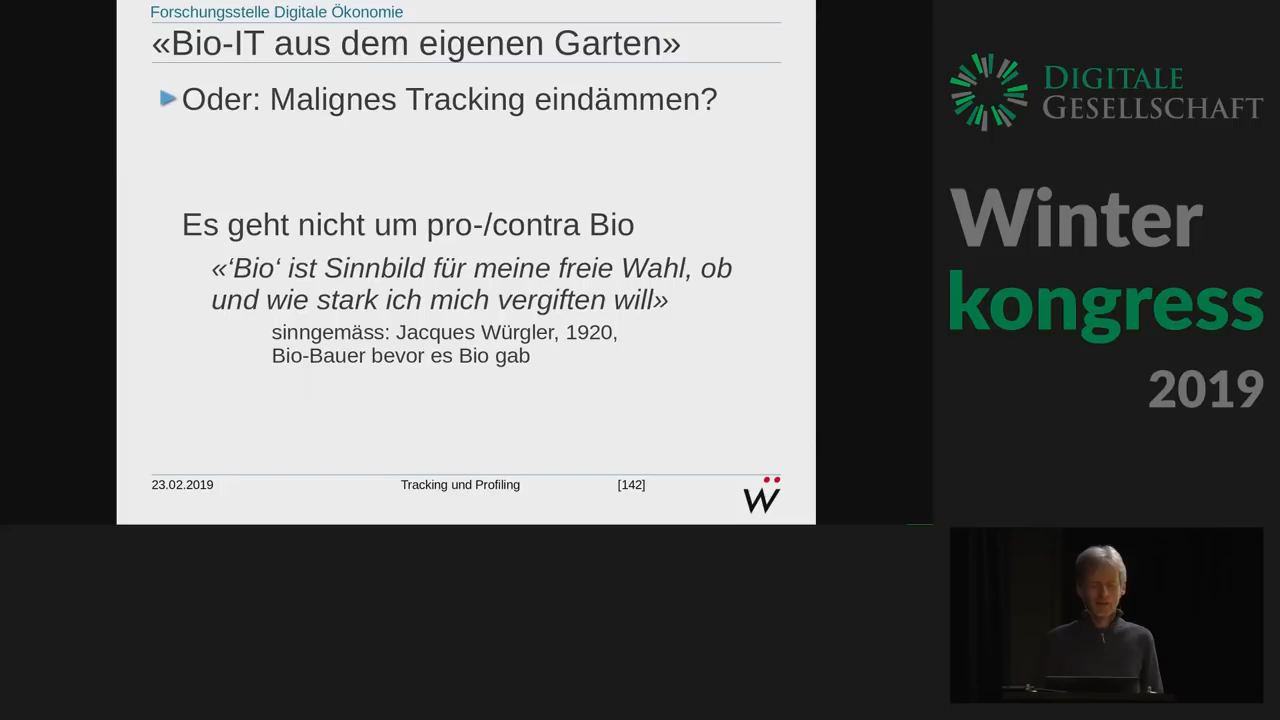 Forschungsstelle Digitale Ökonomie
«Bio-IT aus dem eigenen Garten»
Oder: Malignes Tracking eindämmen?
Es geht nicht um pro-/contra Bio
«‘Bio‘ ist Sinnbild für meine freie Wahl, ob
und wie stark ich mich vergiften will»
sinngemäss: Jacques Würgler, 1920,
Bio-Bauer bevor es Bio gab
23.02.2019 Tracking und Profiling [142]
Ẅ
DIGITALE
GESELLSCHAFT
Winter
kongress
2019